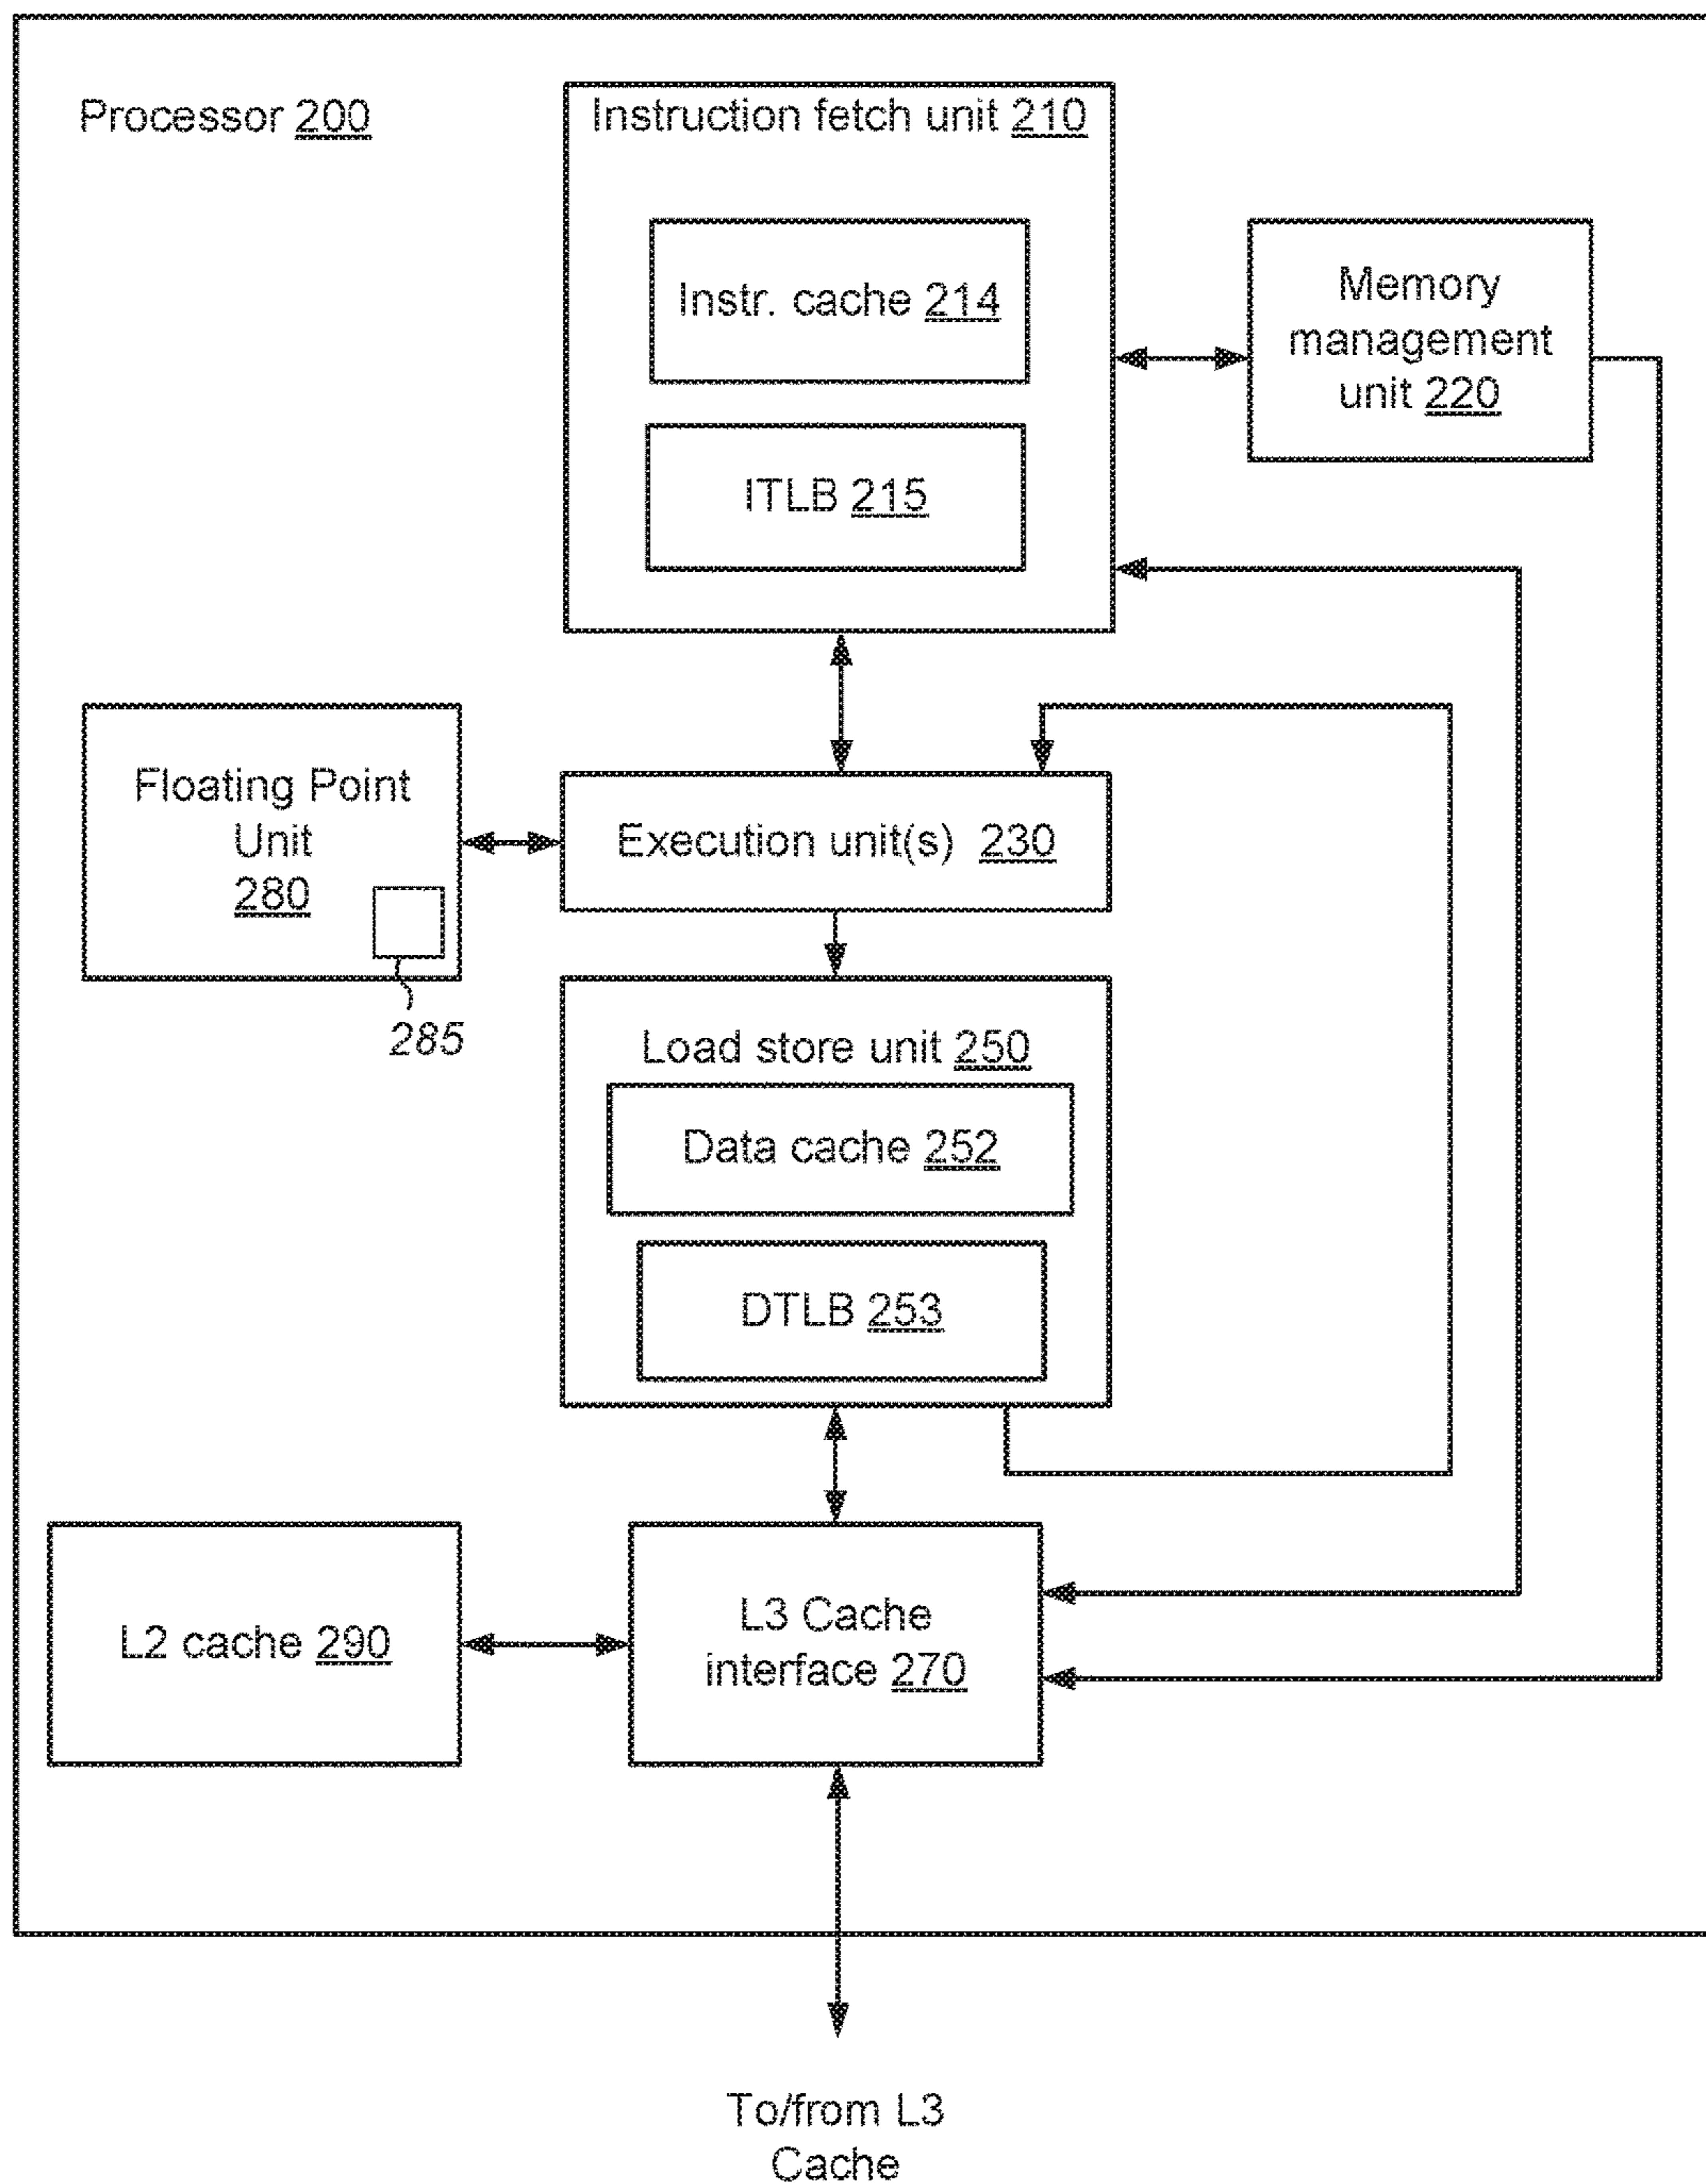 Processor 200
Instruction fetch unit 210
Instr. cache 214
ITLB 215
Memory
management
unit 220
Floating Point
Unit
280
285
Execution unit(s) 230
Load store unit 250
Data cache 252
DTLB 253
L2 cache 290
L3 Cache
interface 270
To/from L3
Cache